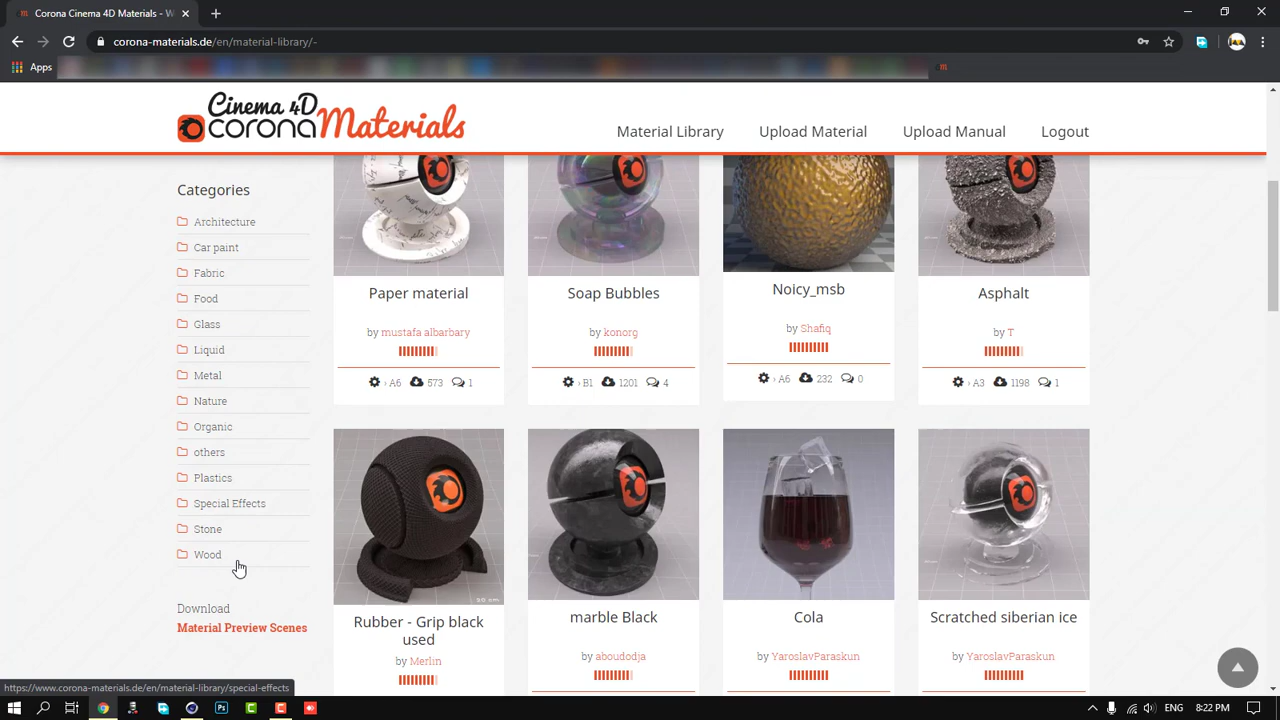 Corona Cinema 4D Materials - W
corona-materials.de/en/material-library/-
Apps
Cinema 4D
corona Materials
Material Library
Upload Material
Upload Manual
Logout
Categories
Architecture
Car paint
Fabric
Food
Glass
Liquid
Metal
Nature
Organic
others
Plastics
Special Effects
Stone
Wood
Download
Material Preview Scenes
Paper material
by mustafa albarbary
› A6 573 1
Soap Bubbles
by konorg
› B1 1201 4
Noicy_msb
by Shafiq
› A6 232 0
Asphalt
by T
› A3 1198 1
Rubber - Grip black
used
by Merlin
marble Black
by aboudodja
Cola
by YaroslavParaskun
Scratched siberian ice
by YaroslavParaskun
https://www.corona-materials.de/en/material-library/special-effects
8:22 PM